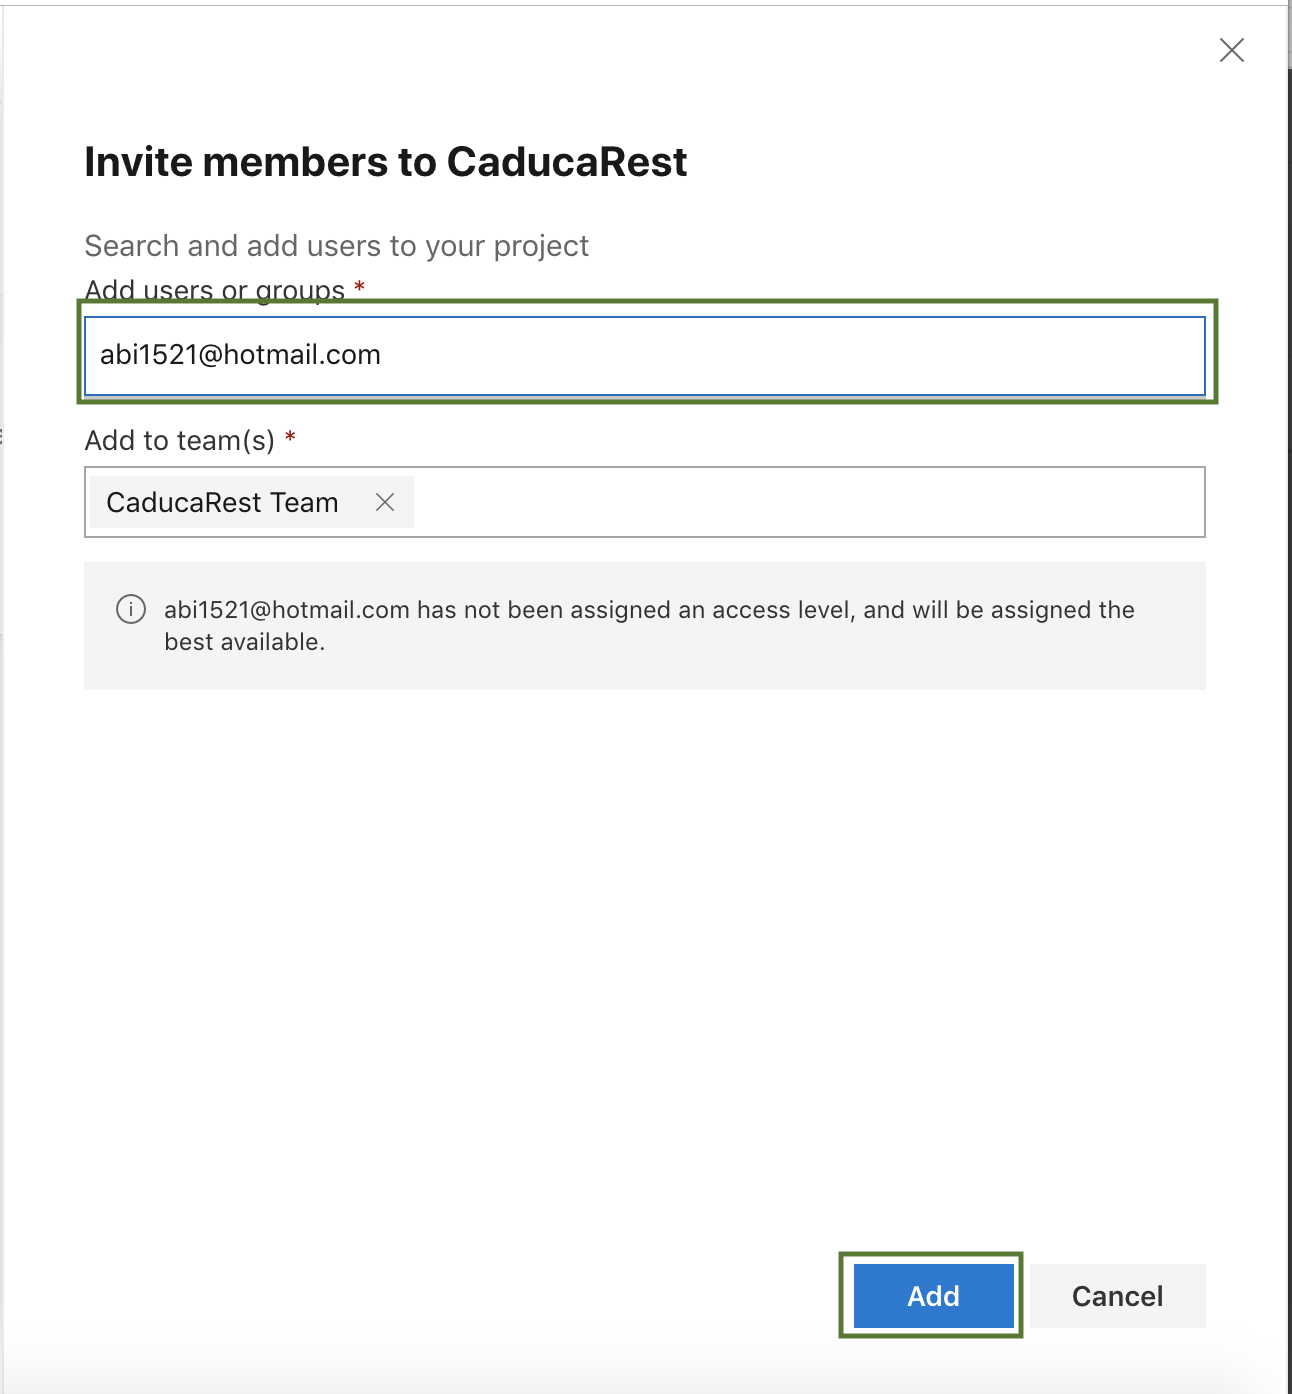 Invite members to CaducaRest
Search and add users to your project
Add users or groups *
abi1521@hotmail.com
Add to team(s) *
CaducaRest Team
abi1521@hotmail.com has not been assigned an access level, and will be assigned the
best available.
Add Cancel